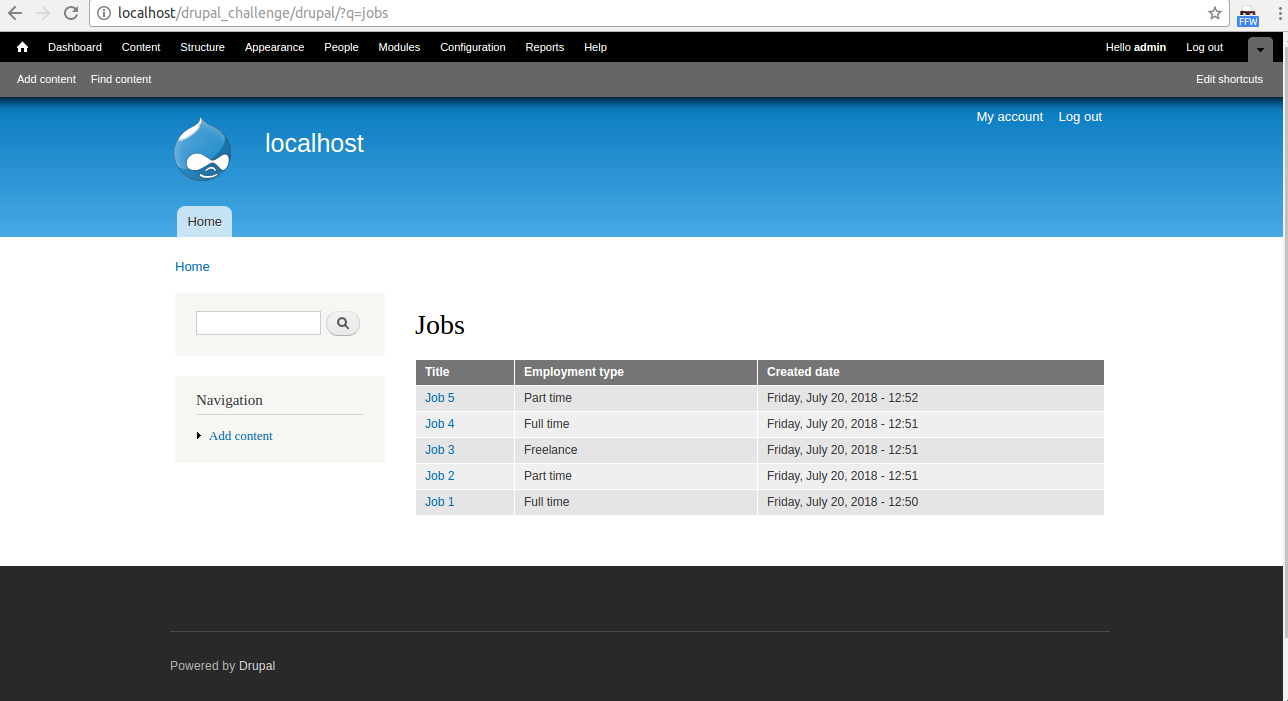 localhost/drupal_challenge/drupal/?q=jobs
FFW
Dashboard Content Structure Appearance People Modules Configuration Reports Help Hello admin Log out
Add content Find content Edit shortcuts
My account Log out
localhost
Home
Home
Jobs
Title Employment type Created date
Job 5 Part time Friday, July 20, 2018 - 12:52
Job 4 Full time Friday, July 20, 2018 - 12:51
Job 3 Freelance Friday, July 20, 2018 - 12:51
Job 2 Part time Friday, July 20, 2018 - 12:51
Job 1 Full time Friday, July 20, 2018 - 12:50
Navigation
Add content
Powered by Drupal